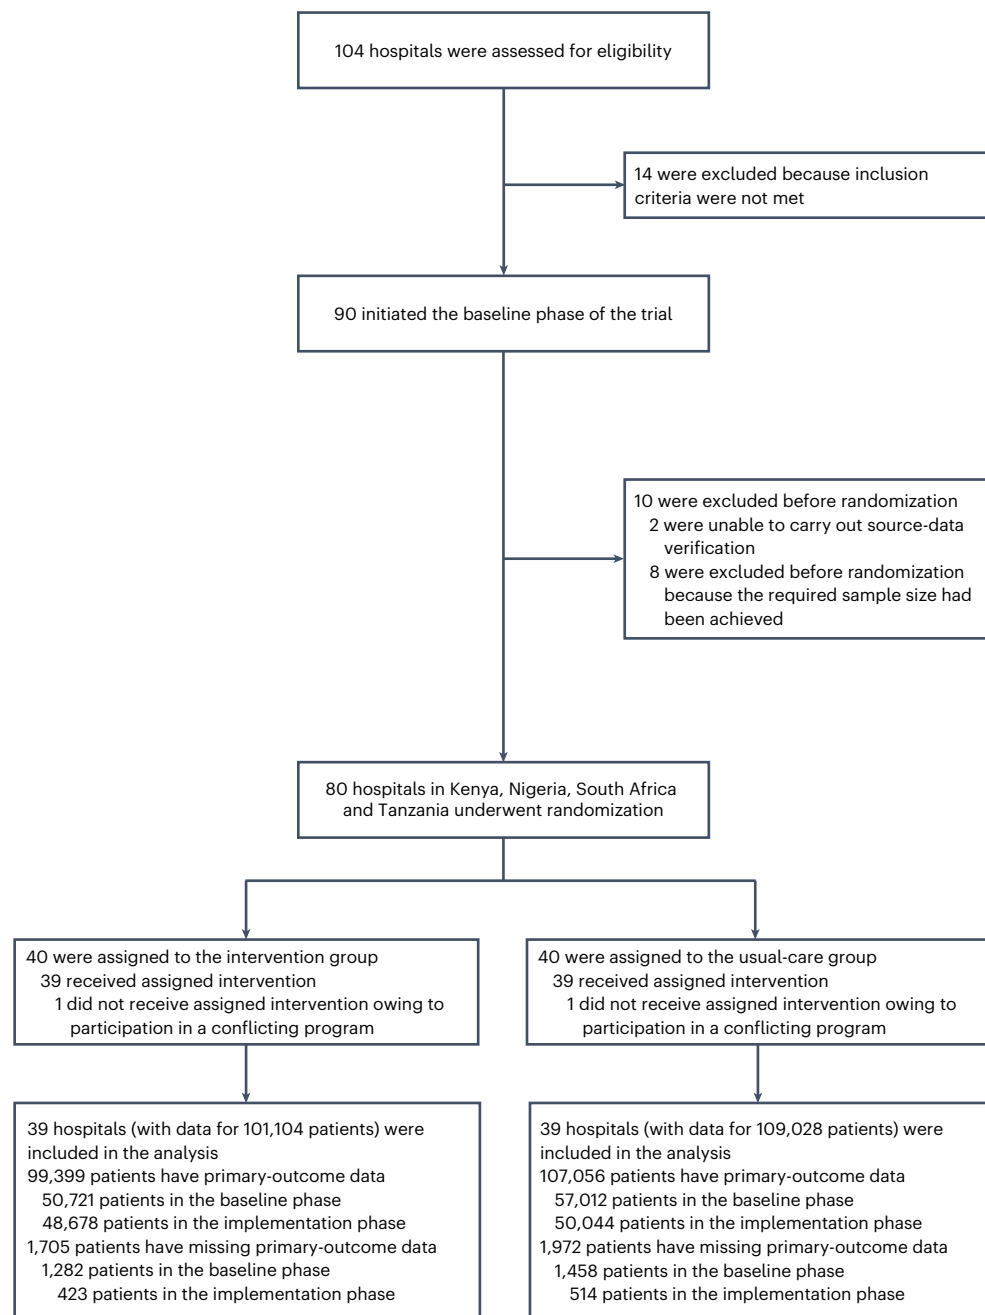 104 hospitals were assessed for eligibility
14 were excluded because inclusion
criteria were not met
90 initiated the baseline phase of the trial
10 were excluded before randomization
2 were unable to carry out source-data
verification
8 were excluded before randomization
because the required sample size had
been achieved
80 hospitals in Kenya, Nigeria, South Africa
and Tanzania underwent randomization
40 were assigned to the intervention group
39 received assigned intervention
1 did not receive assigned intervention owing to
participation in a conflicting program
40 were assigned to the usual-care group
39 received assigned intervention
1 did not receive assigned intervention owing to
participation in a conflicting program
39 hospitals (with data for 101,104 patients) were
included in the analysis
99,399 patients have primary-outcome data
50,721 patients in the baseline phase
48,678 patients in the implementation phase
1,705 patients have missing primary-outcome data
1,282 patients in the baseline phase
423 patients in the implementation phase
39 hospitals (with data for 109,028 patients) were
included in the analysis
107,056 patients have primary-outcome data
57,012 patients in the baseline phase
50,044 patients in the implementation phase
1,972 patients have missing primary-outcome data
1,458 patients in the baseline phase
514 patients in the implementation phase